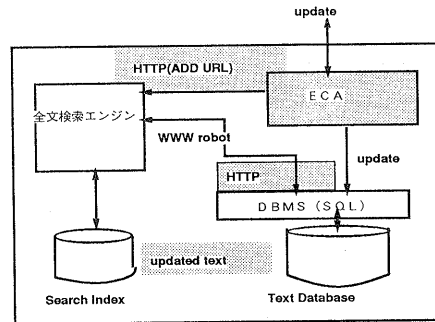 update
HTTP(ADD URL)
ECA
全文検索エンジン
WWW robot
update
HTTP
DBMS (SQL)
updated text
Search Index
Text Database